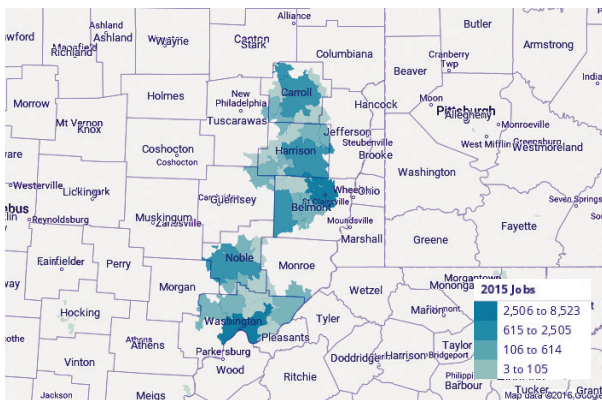 Alliance
Butler
Ashland
Ashland
Wayne
Canton
Stark
Columbiana
Cranberry
Twp
Armstrong
Richland
Beaver
Carroll
Holmes
New
Philadelphia
Hancock
Moon
Pittsburgh
Allegheny
Morrow
Mt Vernon
Knox
Tuscarawas
Jefferson
Monroeville
Steubenville
Coshocton
Coshocton
Harrison
Brooke
West Mifflin
Greensburg
Westmoreland
Washington
Westerville
Licking
Guernsey
Wheeling
Ohio
St Clairsville
Belmont
Seven Springs
Reynoldsburg
Muskingum
Zanesville
Moundsville
Fayette
Marshall
Greene
Fairfield
Perry
Noble
Monroe
Morgan
Morgantown
Wetzel
Hocking
Washington
Tyler
Marion
Athens
Athens
Pleasants
Parkersburg
Wood
Doddridge
Harrison
Bridgeport
Taylor
Vinton
Ritchie
Barbour
Jackson
Meigs
Tucker
Grant
2015 Jobs
2,506 to 8,523
615 to 2,505
106 to 614
3 to 105
Map data ©2016 Google